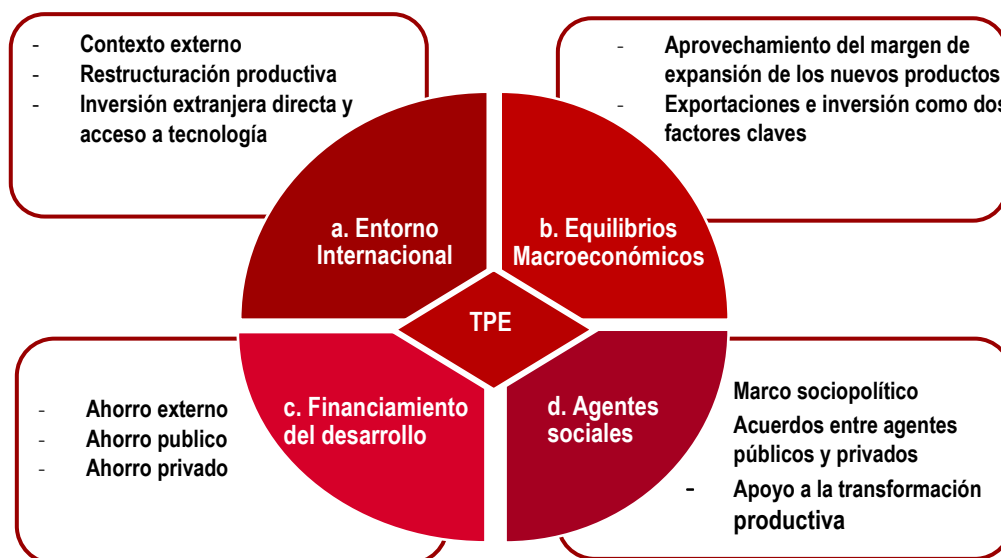 - Contexto externo
- Restructuración productiva
- Inversión extranjera directa y
acceso a tecnología
- Aprovechamiento del margen de
expansión de los nuevos productos
- Exportaciones e inversión como dos
factores claves
a. Entorno
Internacional
b. Equilibrios
Macroeconómicos
TPE
c. Financiamiento
del desarrollo
d. Agentes
sociales
- Ahorro externo
- Ahorro publico
- Ahorro privado
Marco sociopolítico
Acuerdos entre agentes
públicos y privados
- Apoyo a la transformación
productiva